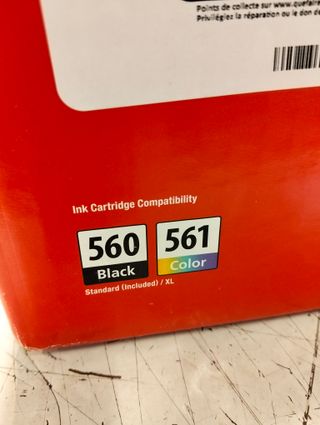 Points de collecte sur www.quefaire
Privilégiez la réparation ou le don de
Ink Cartridge Compatibility
560 561
Black Color
Standard (Included) / XL